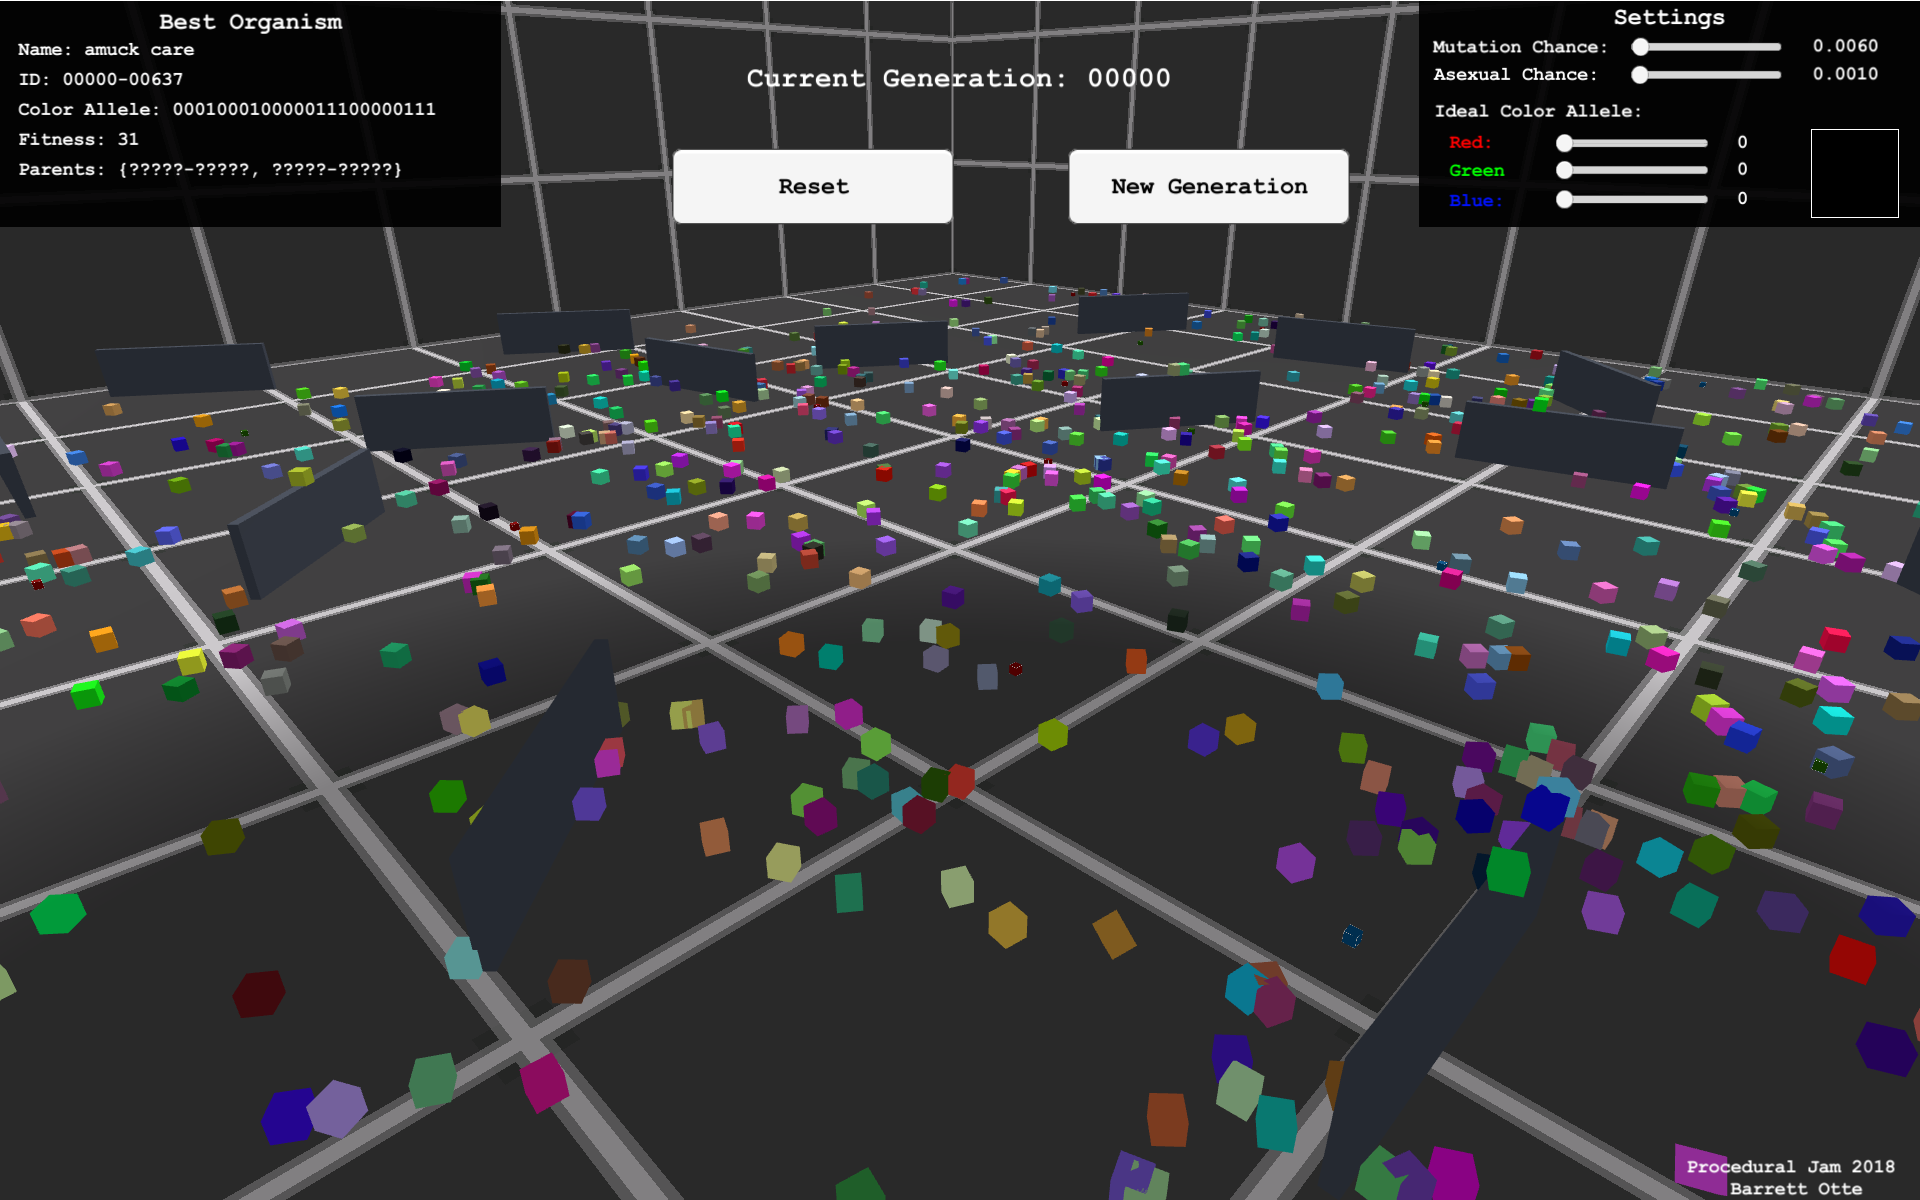 Best Organism
Name: amuck care
ID: 00000-00637
Color Allele: 000100010000011100000111
Fitness: 31
Parents: {?????-?????, ?????-?????}
Current Generation: 00000
Reset
New Generation
Settings
Mutation Chance: 0.0060
Asexual Chance: 0.0010
Ideal Color Allele:
Red: 0
Green 0
Blue: 0
Procedural Jam 2018
Barrett Otte